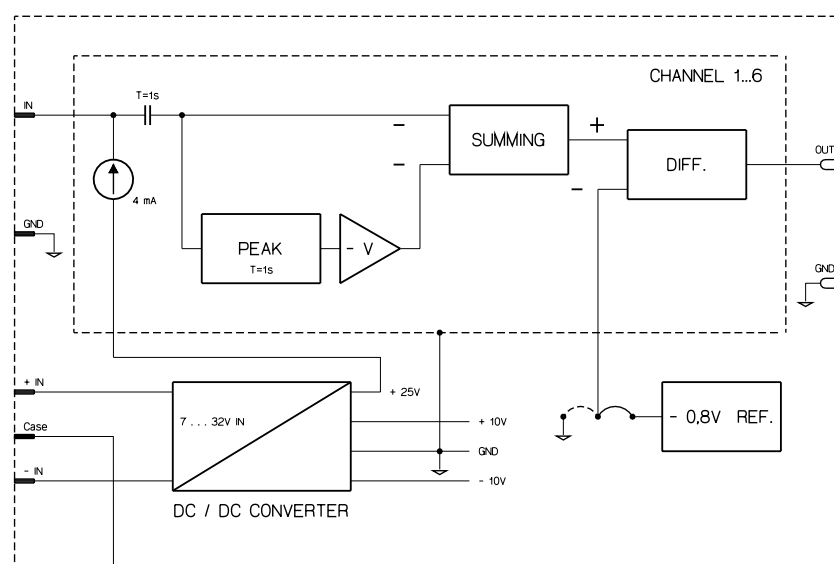 CHANNEL 1...6
T=1s
IN
SUMMING
+
−
OUT
DIFF.
−
−
4 mA
GND
PEAK
T=1s
- V
GND
+ IN
+ 25V
7 . . . 32V IN
- 0,8V REF.
+ 10V
Case
GND
- IN
- 10V
DC / DC CONVERTER